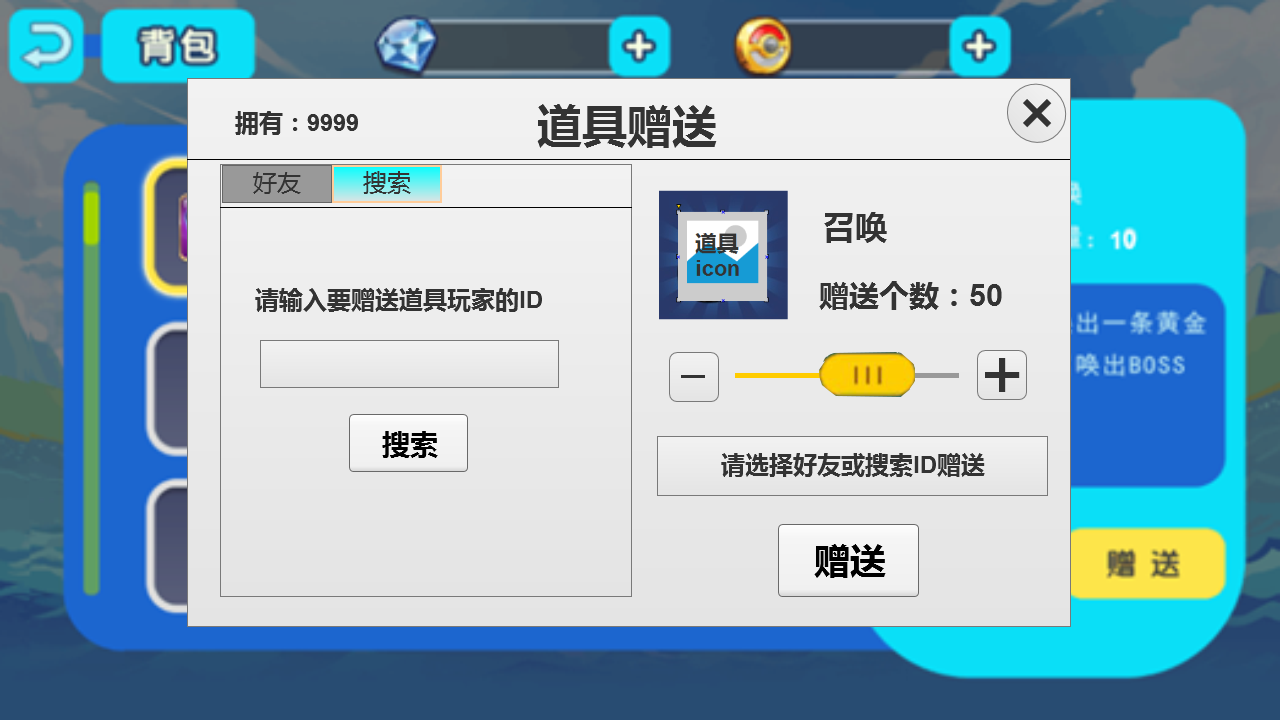 背包
拥有：9999
道具赠送
好友
搜索
请输入要赠送道具玩家的ID
搜索
道具
icon
召唤
赠送个数：50
请选择好友或搜索ID赠送
赠送
唤
：10
出一条黄金
唤出BOSS
赠 送